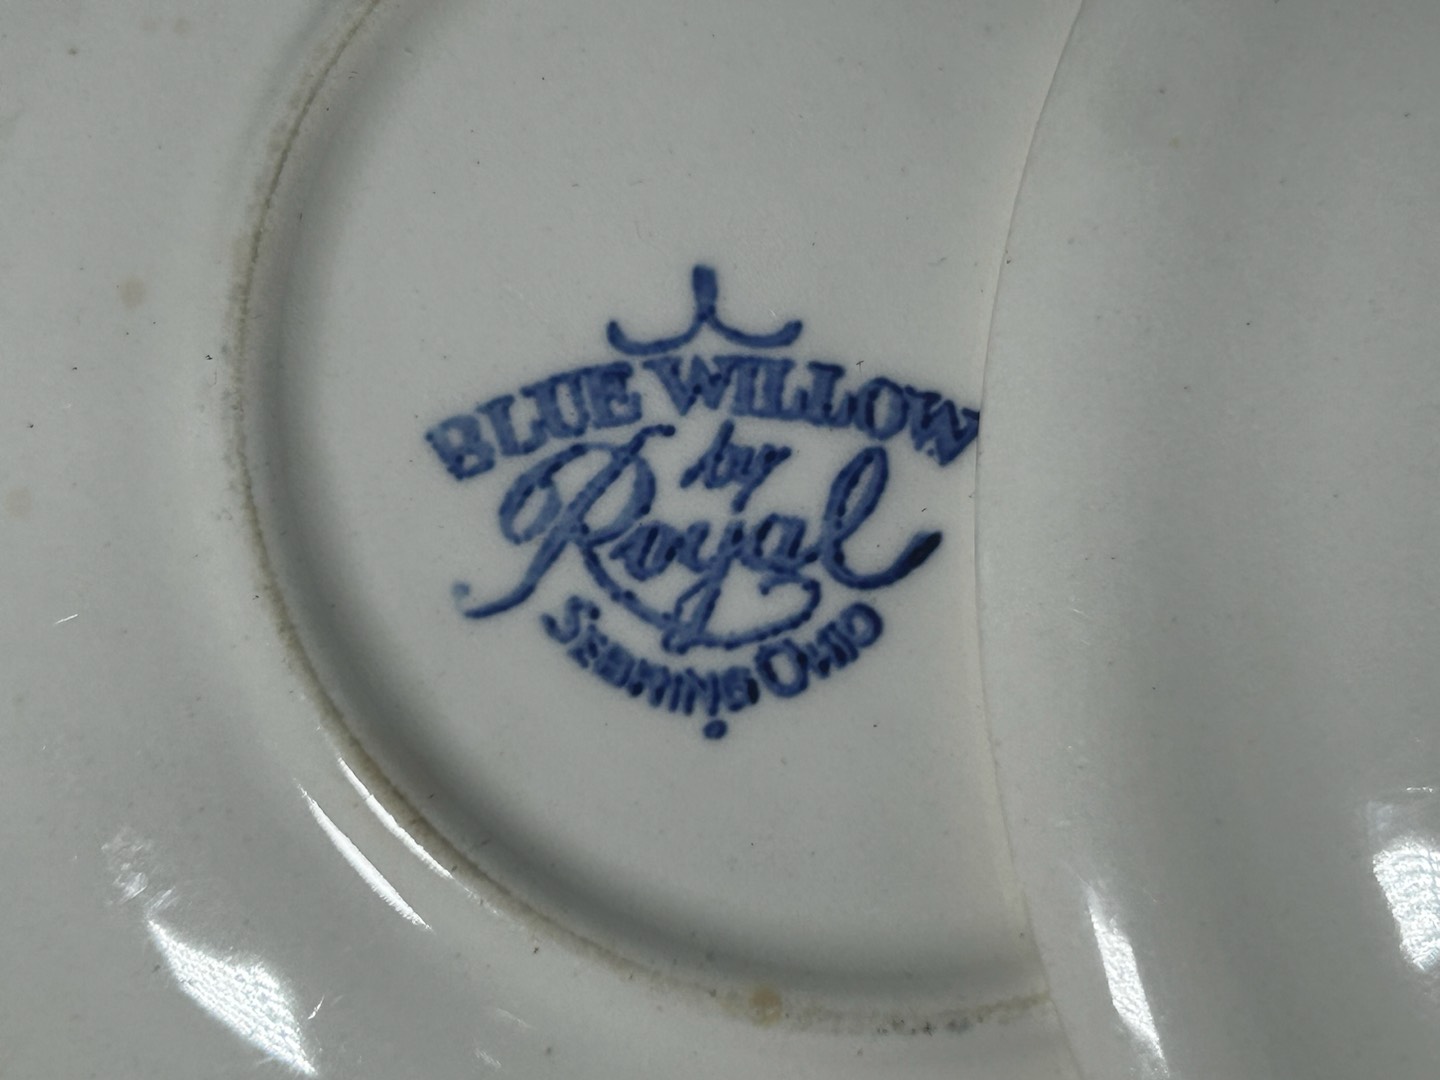 BLUE WILLOW
by
Royal
SEBRING OHIO